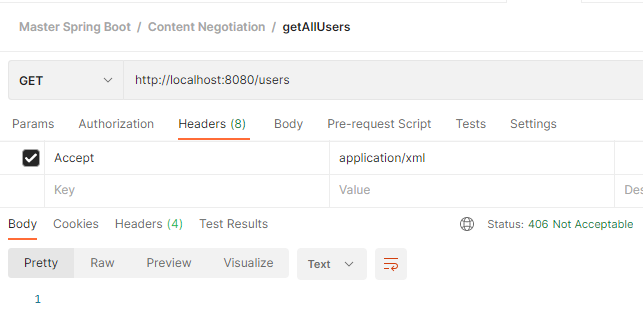 Master Spring Boot / Content Negotiation / getAllUsers
GET http://localhost:8080/users
Params Authorization Headers (8) Body Pre-request Script Tests Settings
Accept application/xml
Key Value Des
Body Cookies Headers (4) Test Results Status: 406 Not Acceptable
Pretty Raw Preview Visualize Text
1